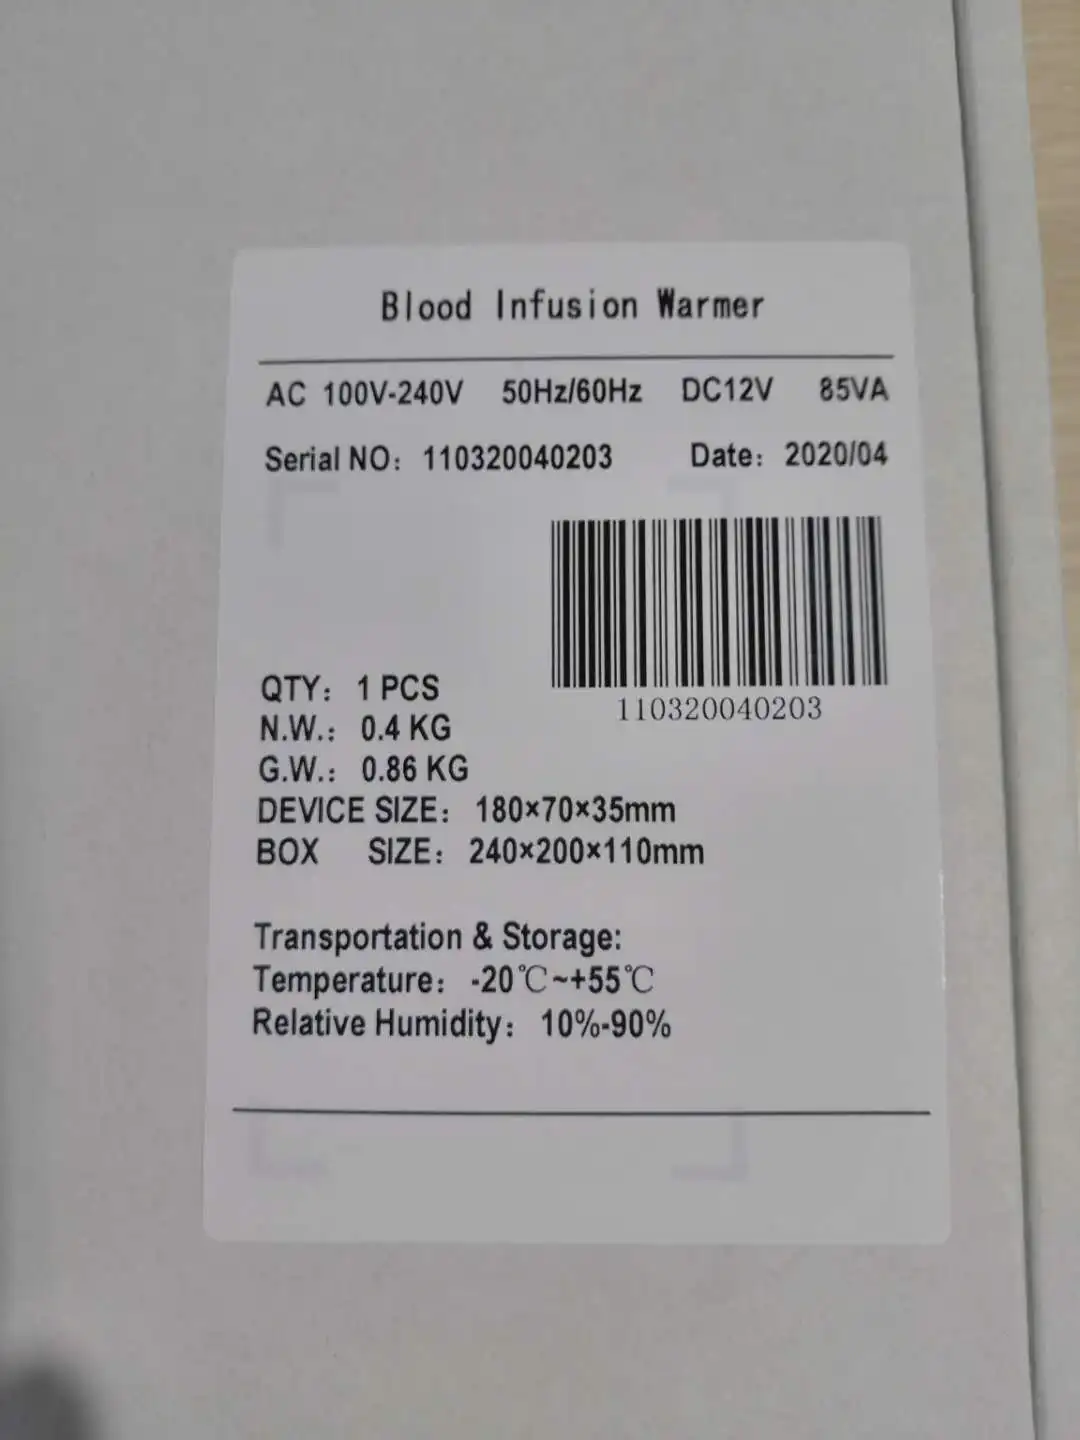 Blood Infusion Warmer
AC 100V-240V 50Hz/60Hz DC12V 85VA
Serial NO：110320040203 Date：2020/04
110320040203
QTY：1 PCS
N.W.：0.4 KG
G.W.：0.86 KG
DEVICE SIZE：180×70×35mm
BOX SIZE：240×200×110mm
Transportation & Storage:
Temperature：-20℃~+55℃
Relative Humidity：10%-90%